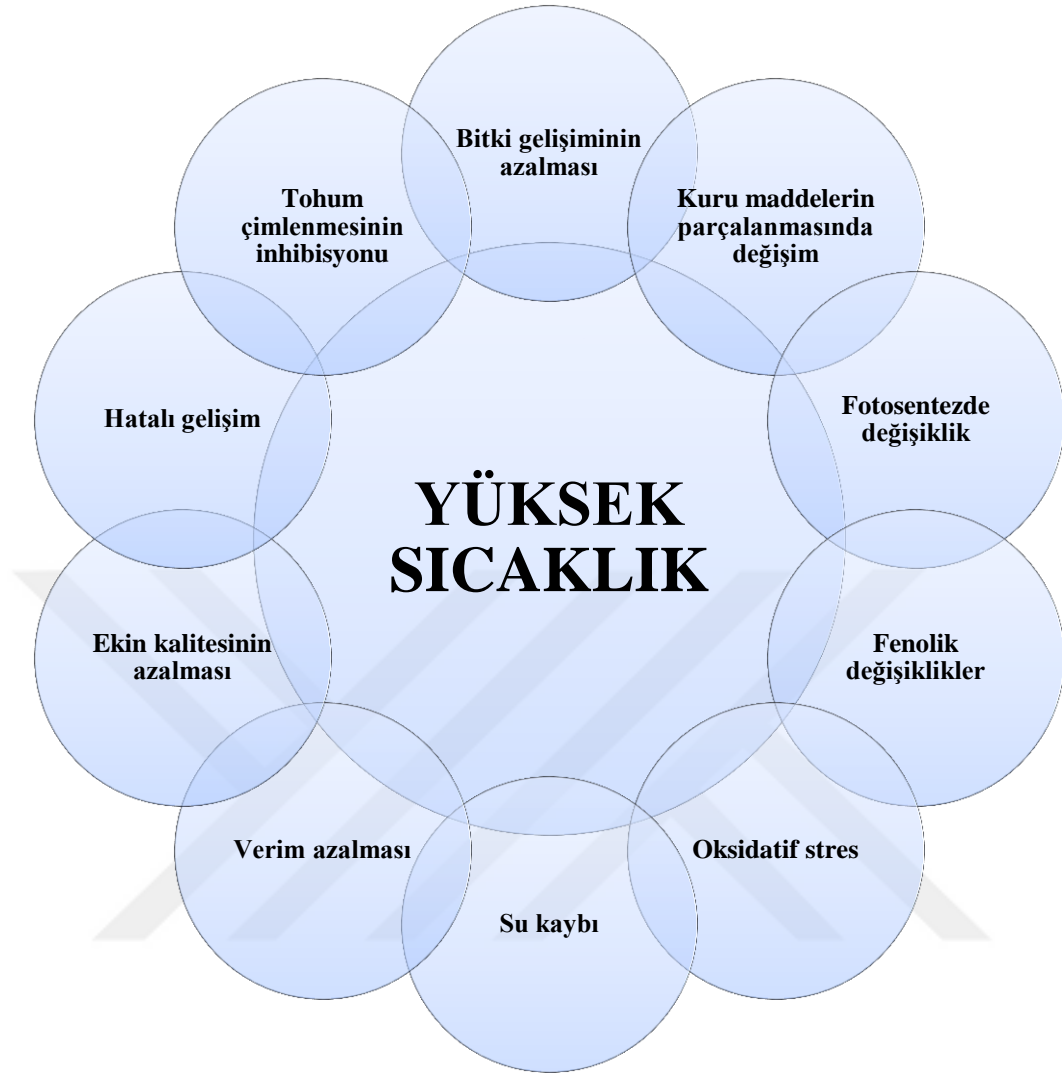 Bitki gelişiminin
azalması
Kuru maddelerin
parçalanmasında
değişim
Fotosentezde
değişiklik
Fenolik
değişiklikler
Oksidatif stres
Su kaybı
Verim azalması
Ekin kalitesinin
azalması
Hatalı gelişim
Tohum
çimlenmesinin
inhibisyonu
YÜKSEK
SICAKLIK